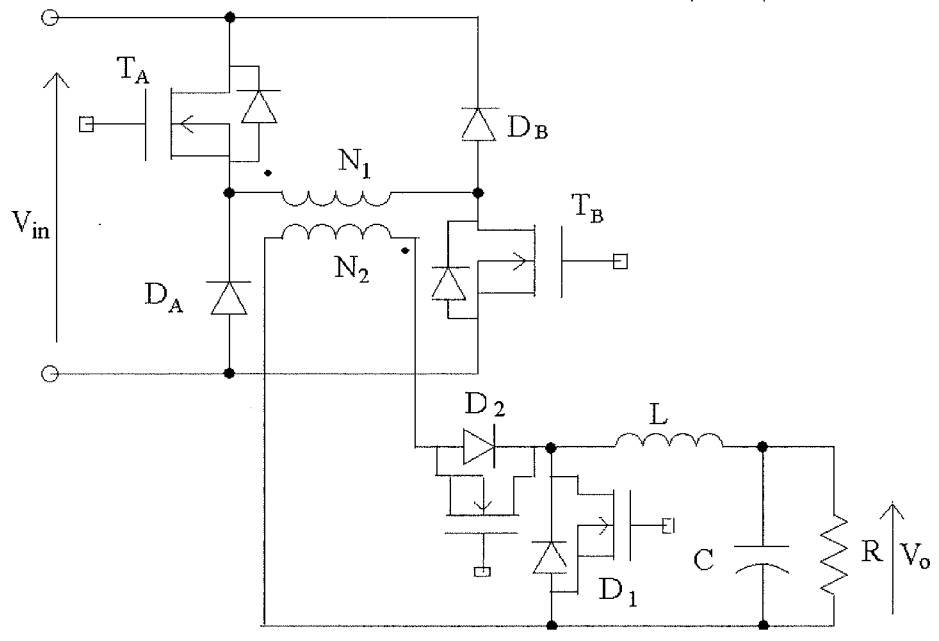 T_A
D_B
N_1
T_B
V_in
N_2
D_A
D_2
L
C
R
V_o
D_1